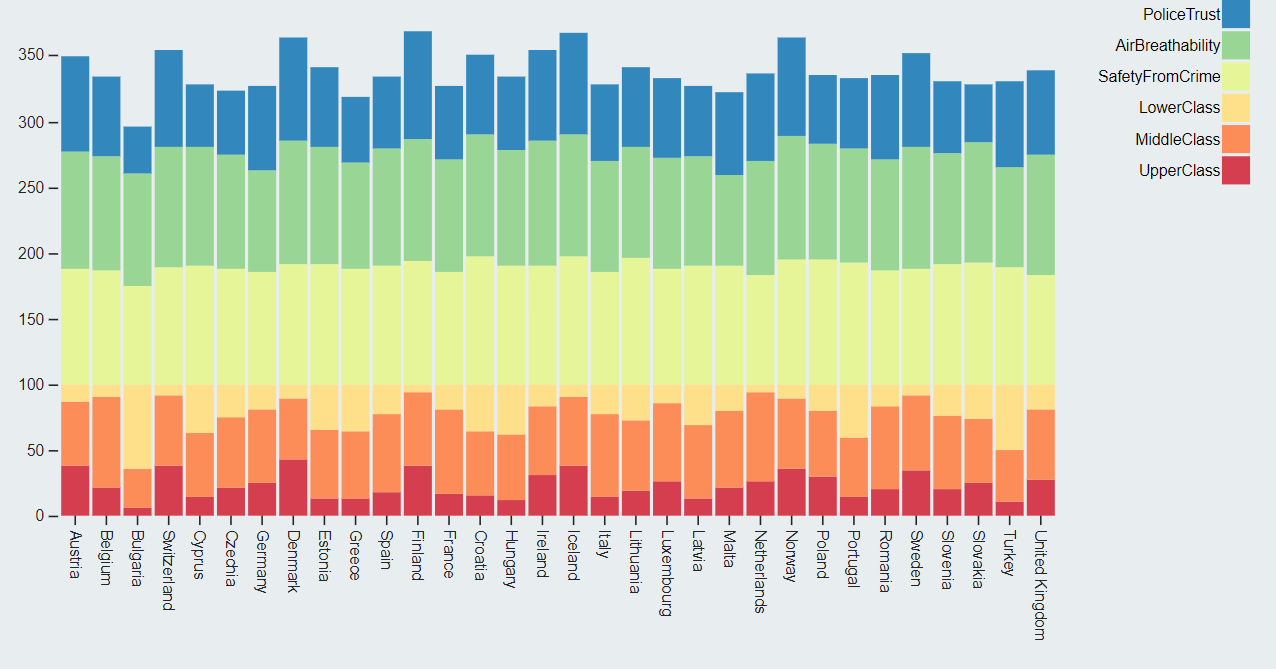 PoliceTrust
AirBreathability
SafetyFromCrime
LowerClass
MiddleClass
UpperClass
350
300
250
200
150
100
50
0
Austria
Belgium
Bulgaria
Switzerland
Cyprus
Czechia
Germany
Denmark
Estonia
Greece
Spain
Finland
France
Croatia
Hungary
Ireland
Iceland
Italy
Lithuania
Luxembourg
Latvia
Malta
Netherlands
Norway
Poland
Portugal
Romania
Sweden
Slovenia
Slovakia
Turkey
United Kingdom